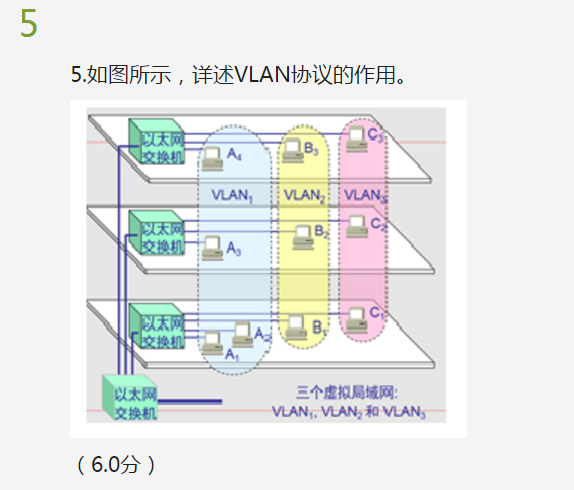 5
5.如图所示，详述VLAN协议的作用。
以太网
交换机
A4
B3
C3
VLAN1
VLAN2
VLAN3
以太网
交换机
A3
B2
C2
以太网
交换机
A1
A2
B1
C1
以太网
交换机
三个虚拟局域网:
VLAN1, VLAN2 和 VLAN3
（6.0分）